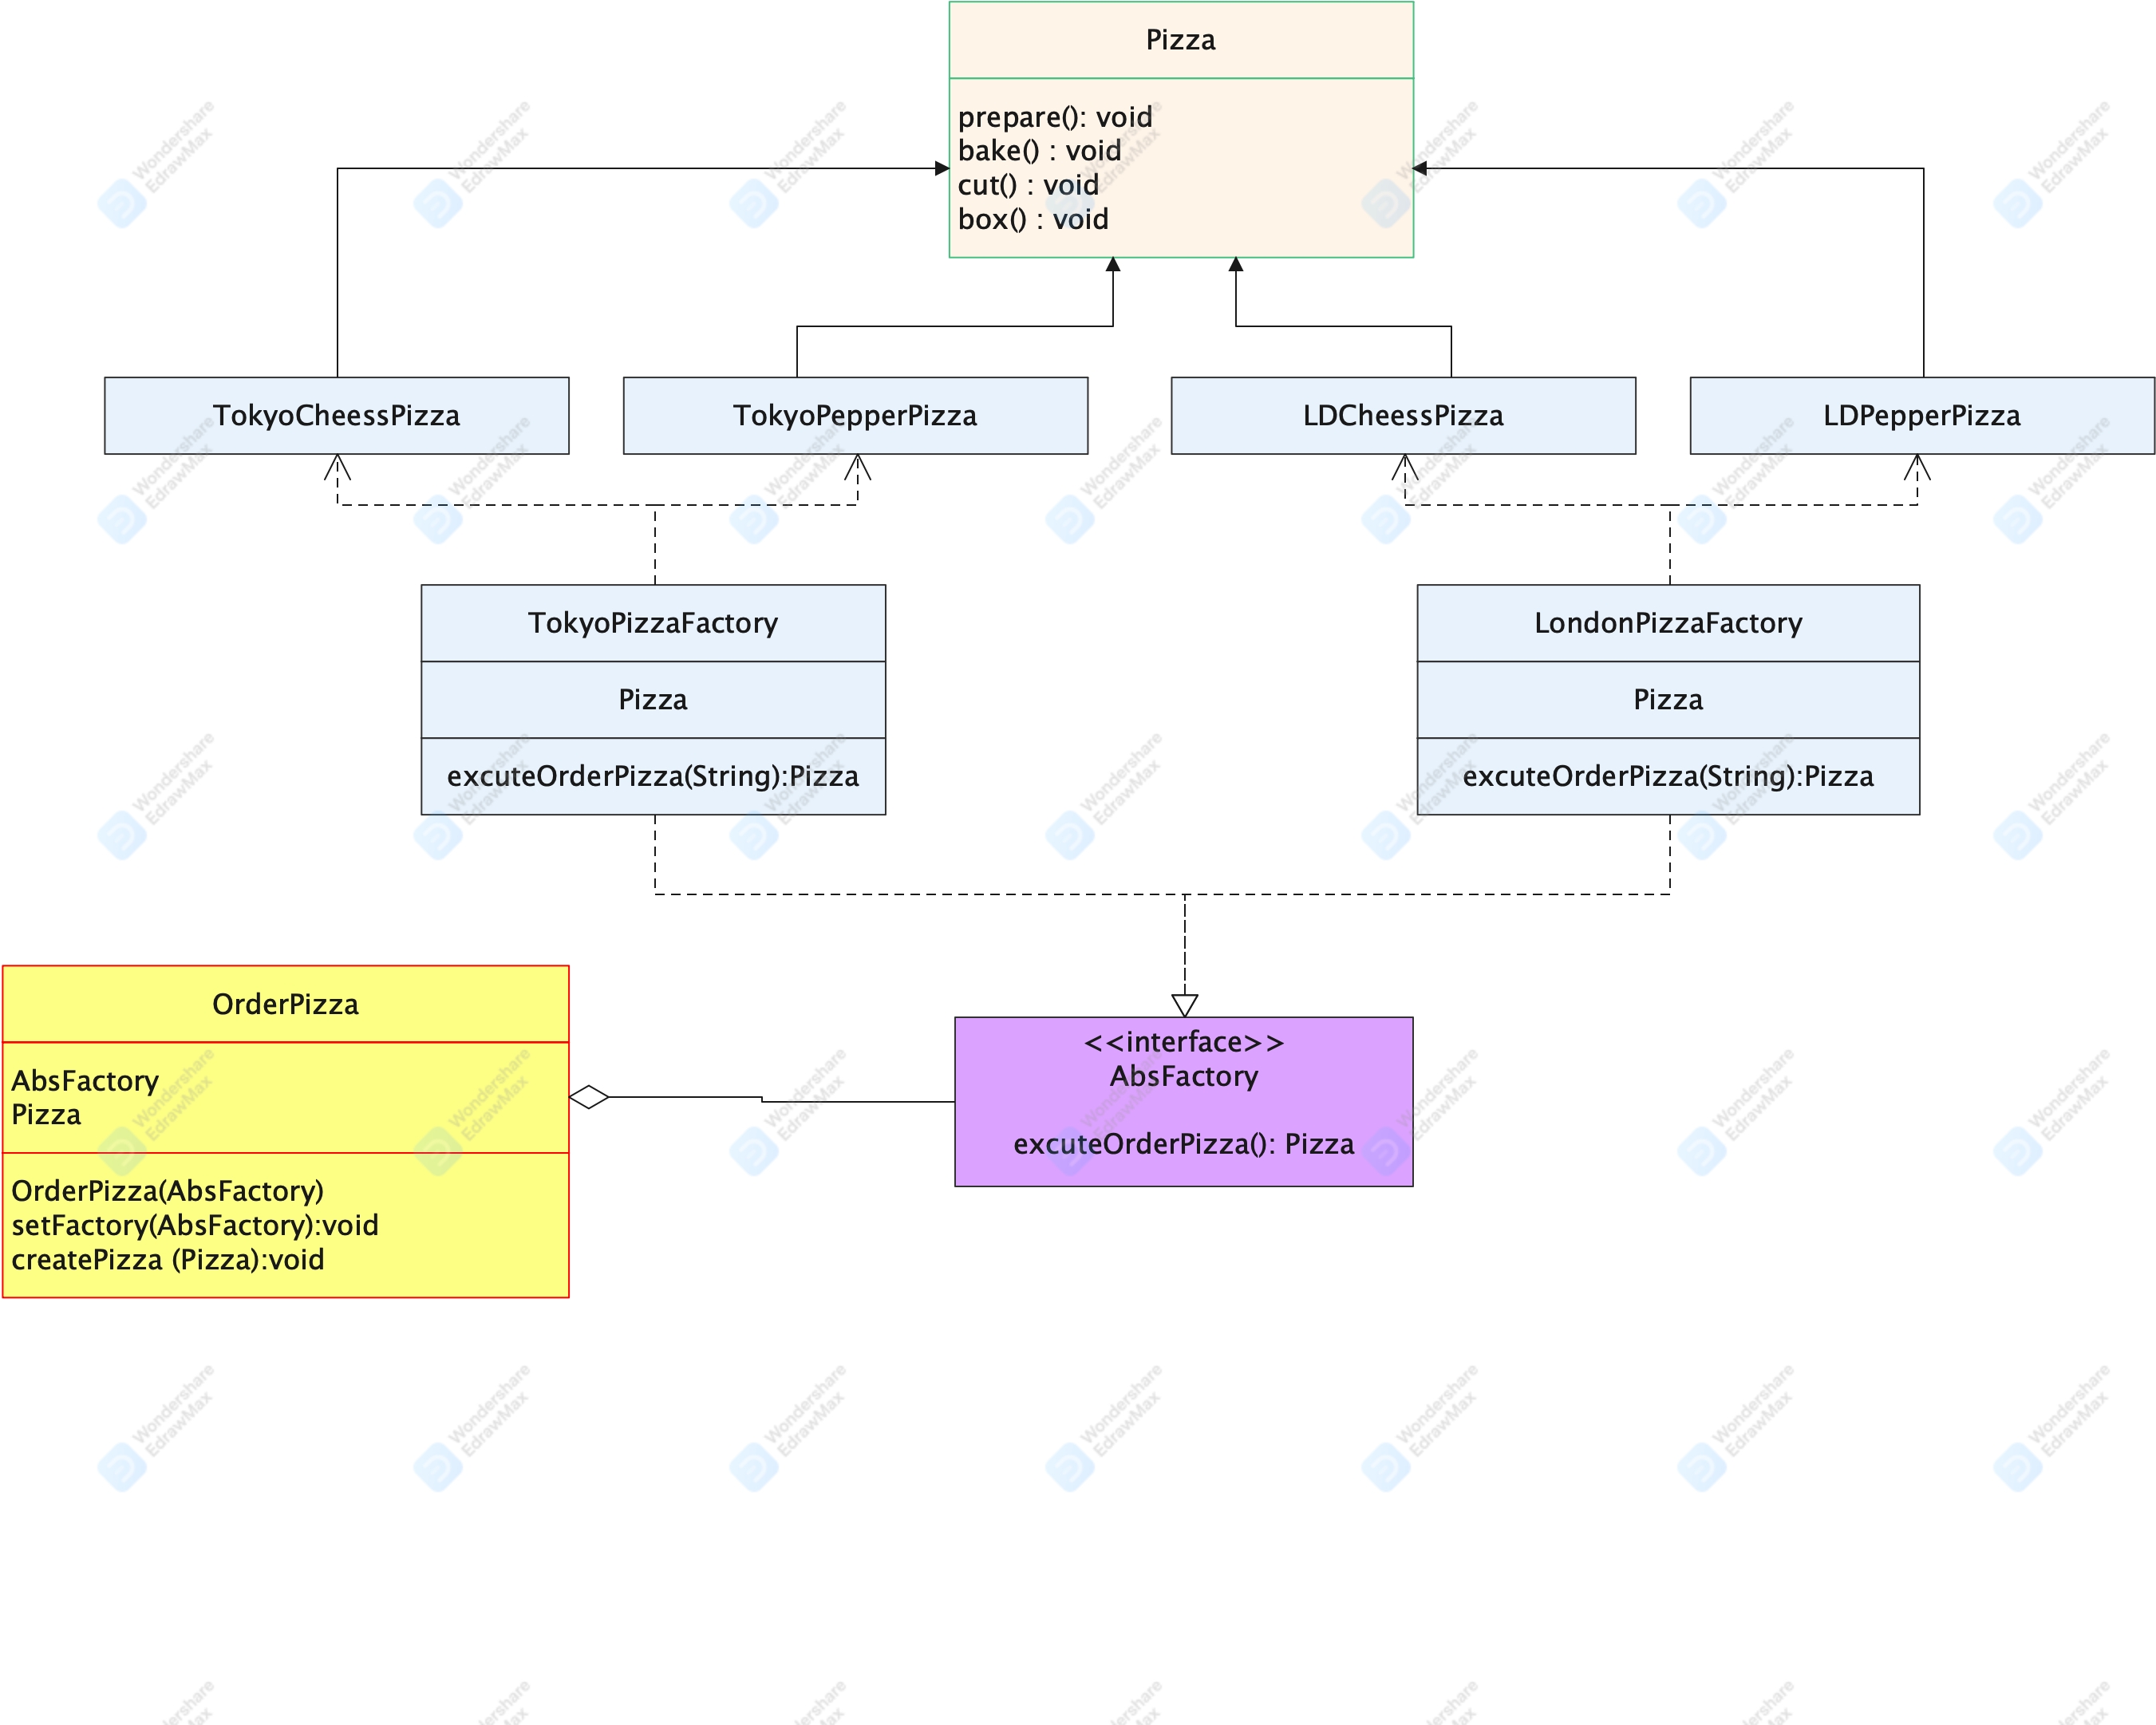 Pizza
prepare(): void
bake() : void
cut() : void
box() : void
TokyoCheessPizza
TokyoPepperPizza
LDCheessPizza
LDPepperPizza
TokyoPizzaFactory
Pizza
excuteOrderPizza(String):Pizza
LondonPizzaFactory
Pizza
excuteOrderPizza(String):Pizza
OrderPizza
AbsFactory
Pizza
OrderPizza(AbsFactory)
setFactory(AbsFactory):void
createPizza (Pizza):void
<<interface>>
AbsFactory
excuteOrderPizza(): Pizza
Wondershare
EdrawMax